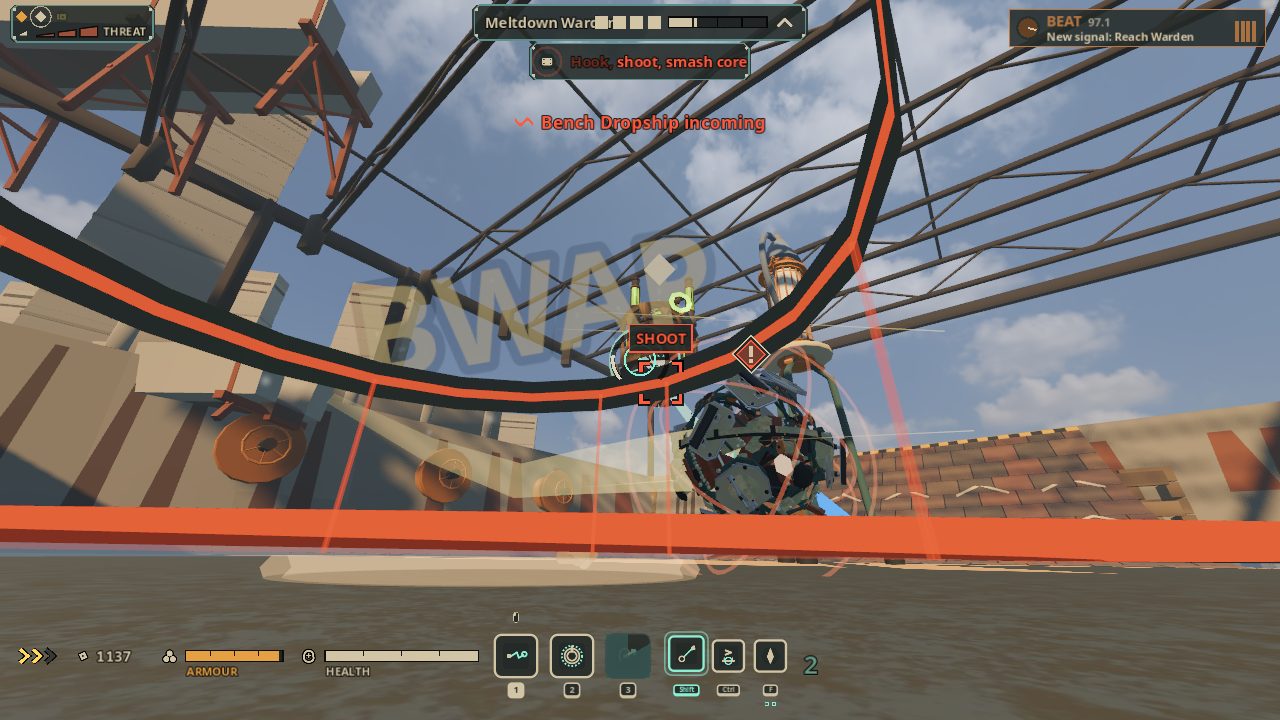 THREAT
Meltdown Warden
Hook, shoot, smash core
Bench Dropship incoming
BEAT 97.1
New signal: Reach Warden
BWAP
SHOOT
!
1137
ARMOUR
HEALTH
1
2
3
Shift
Ctrl
F
2